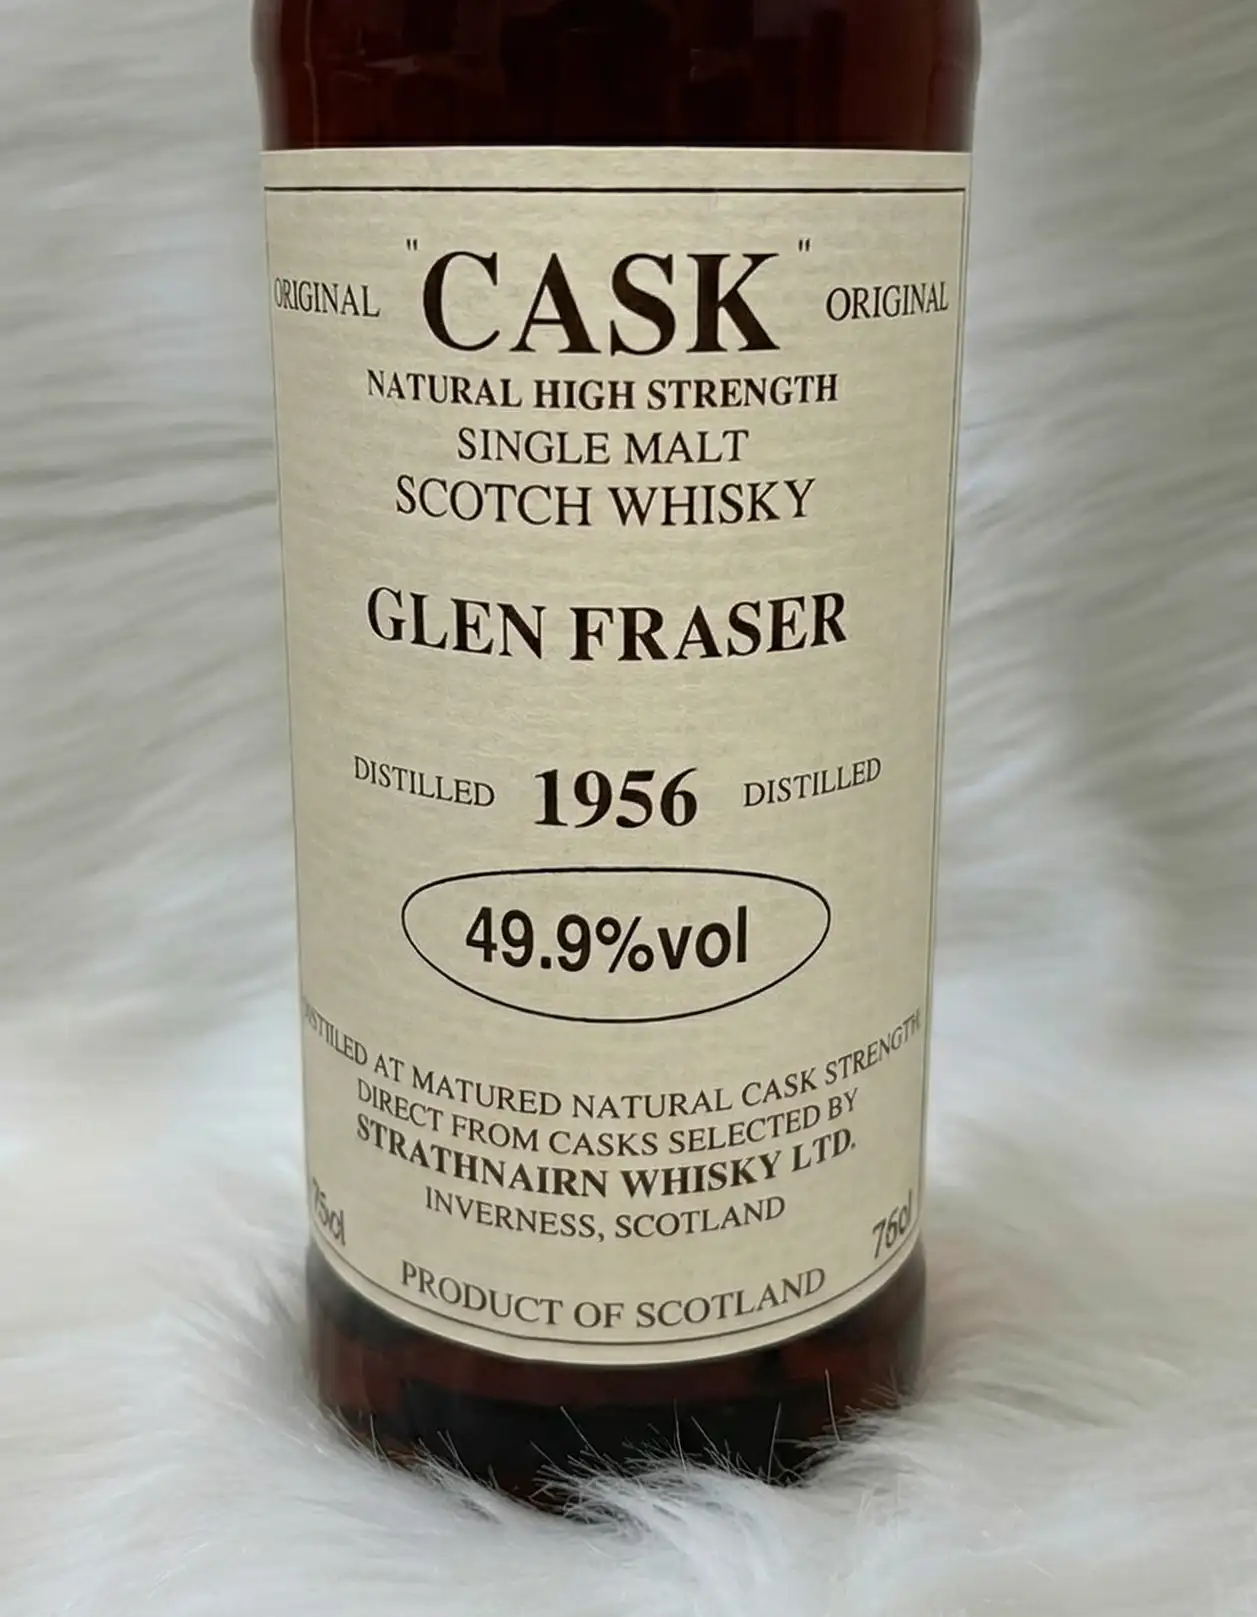 "CASK"
ORIGINAL ORIGINAL
NATURAL HIGH STRENGTH
SINGLE MALT
SCOTCH WHISKY
GLEN FRASER
DISTILLED 1956 DISTILLED
49.9%vol
AT MATURED NATURAL CASK STRENGTH
DIRECT FROM CASKS SELECTED BY
STRATHNAIRN WHISKY LTD.
INVERNESS, SCOTLAND
75cl 75cl
PRODUCT OF SCOTLAND